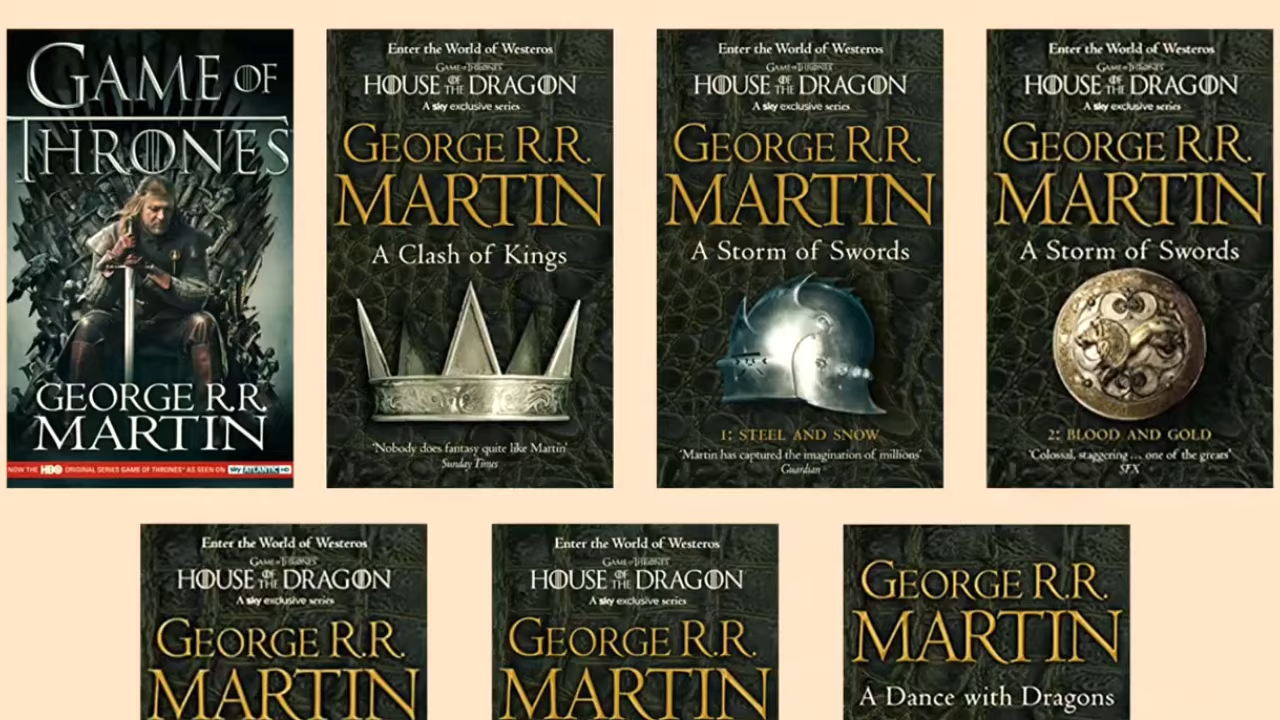 GAME OF
THRONES
GEORGE R.R.
MARTIN
NOW THE HBO ORIGINAL SERIES GAME OF THRONES® AS SEEN ON sky ATLANTIC HD
Enter the World of Westeros
GAME OF THRONES
HOUSE OF THE DRAGON
A sky exclusive series
GEORGE R.R.
MARTIN
A Clash of Kings
'Nobody does fantasy quite like Martin'
Sunday Times
Enter the World of Westeros
GAME OF THRONES
HOUSE OF THE DRAGON
A sky exclusive series
GEORGE R.R.
MARTIN
A Storm of Swords
1: STEEL AND SNOW
'Martin has captured the imagination of millions'
Guardian
Enter the World of Westeros
GAME OF THRONES
HOUSE OF THE DRAGON
A sky exclusive series
GEORGE R.R.
MARTIN
A Storm of Swords
2: BLOOD AND GOLD
'Colossal, staggering ... one of the greats'
SFX
Enter the World of Westeros
GAME OF THRONES
HOUSE OF THE DRAGON
A sky exclusive series
GEORGE R.R.
MARTIN
Enter the World of Westeros
GAME OF THRONES
HOUSE OF THE DRAGON
A sky exclusive series
GEORGE R.R.
MARTIN
GEORGE R.R.
MARTIN
A Dance with Dragons